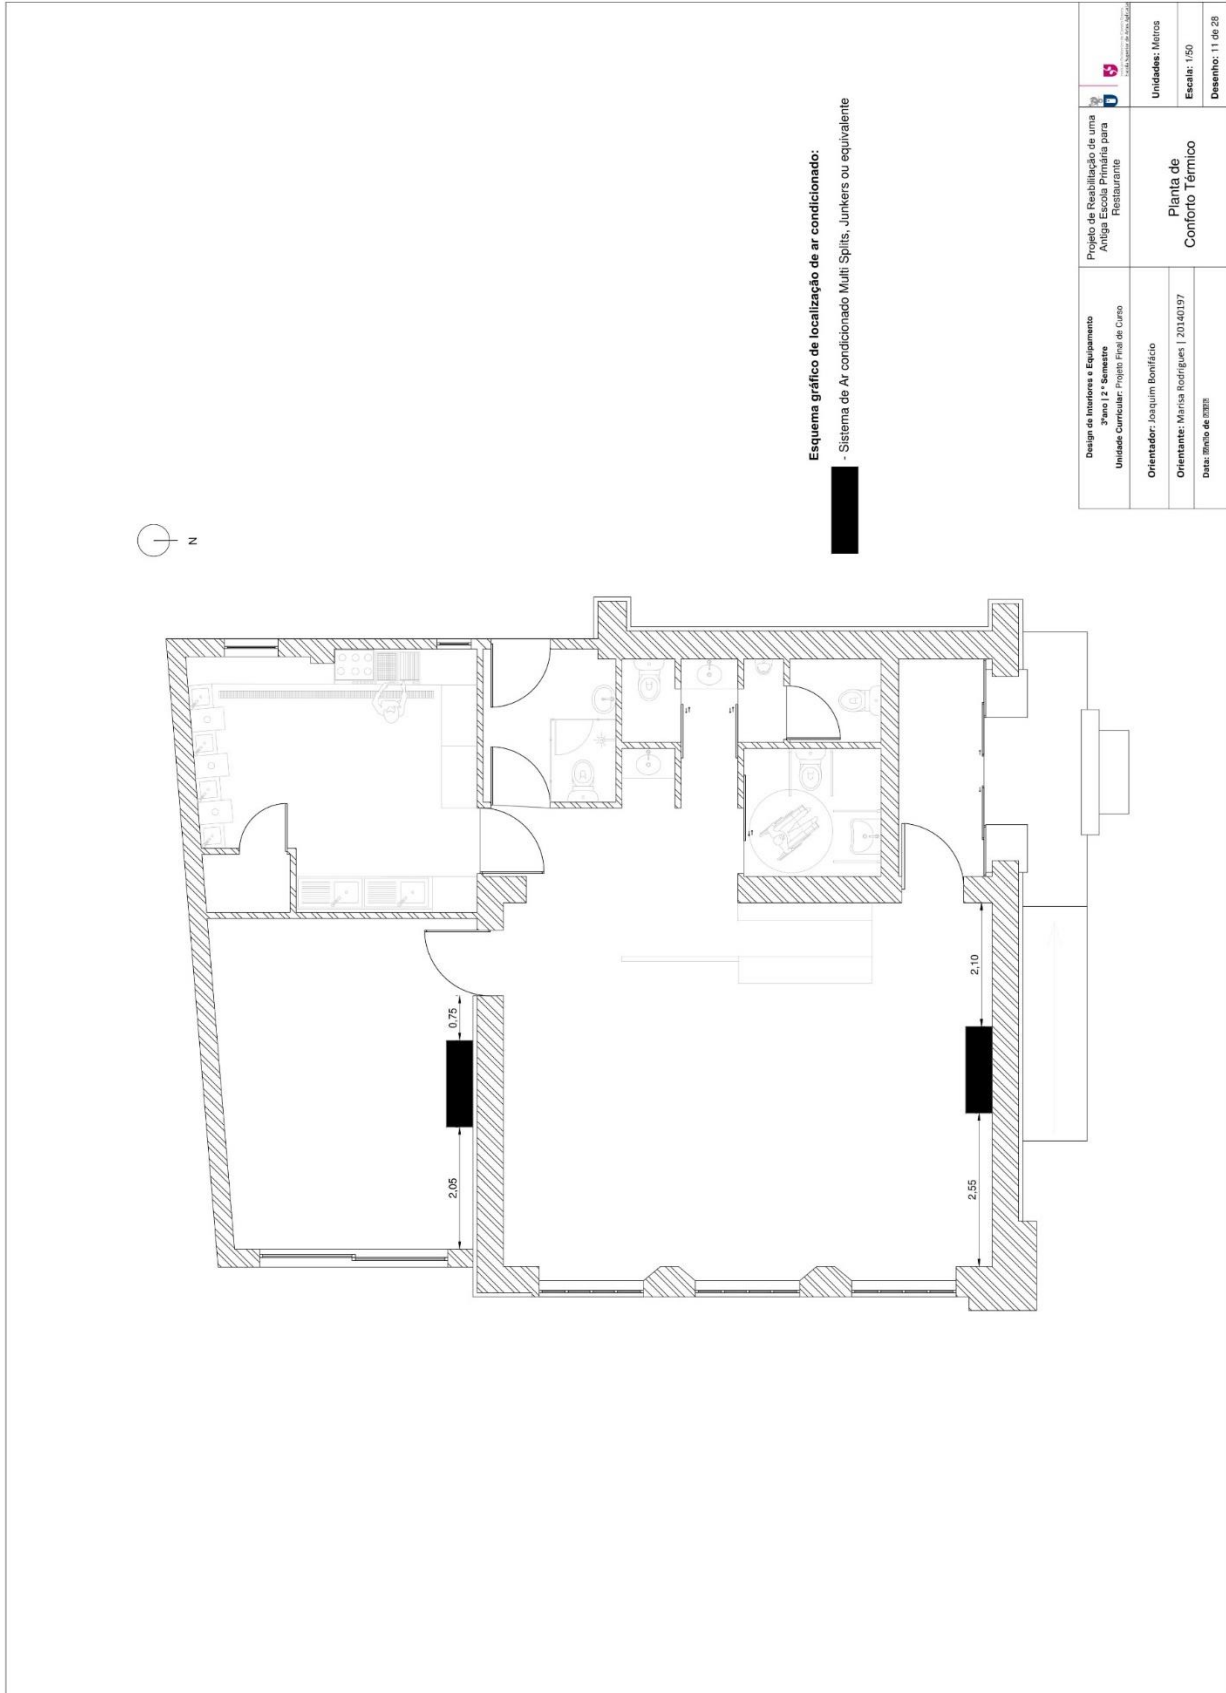 N
Esquema gráfico de localização de ar condicionado:
- Sistema de Ar condicionado Multi Splits, Junkers ou equivalente
0,75
2,05
2,10
2,55
Design de Interiores e Equipamento
3ºano | 2 º Semestre
Unidade Curricular: Projeto Final de Curso
Orientador: Joaquim Bonifácio
Orientante: Marisa Rodrigues | 20140197
Data:
Projeto de Reabilitação de uma
Antiga Escola Primária para
Restaurante
Planta de
Conforto Térmico
Unidades: Metros
Escala: 1/50
Desenho: 11 de 28